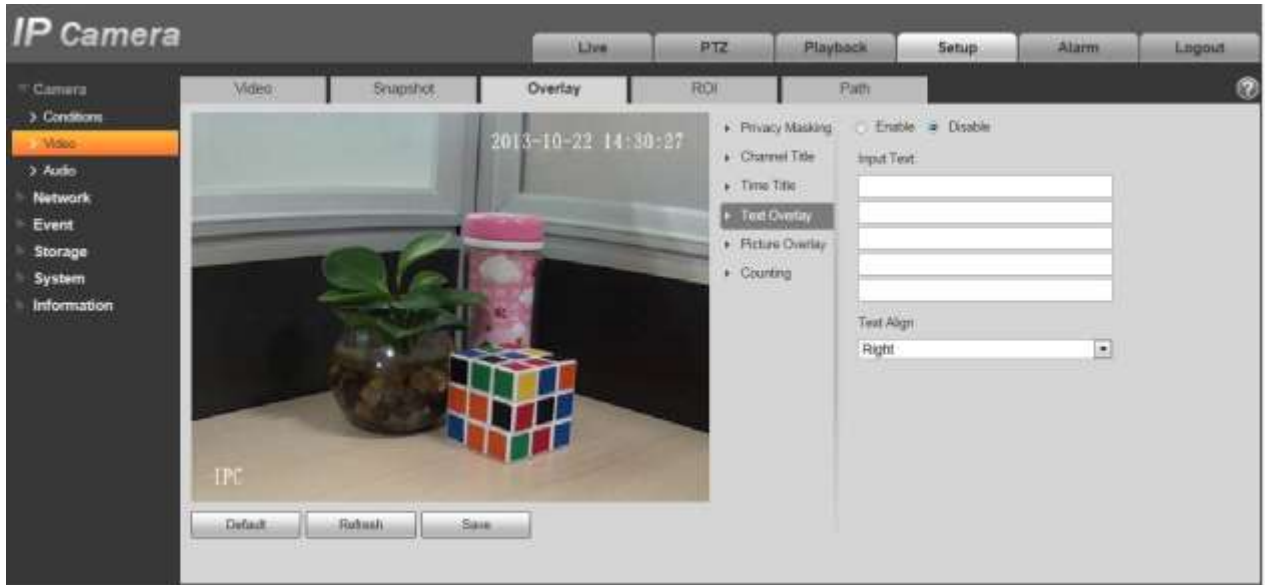 IP Camera
Live PTZ Playback Setup Alarm Logout
Camera
Conditions
Video
Audio
Network
Event
Storage
System
Information
Video Snapshot Overlay ROI Path
2013-10-22 14:30:27
IPC
Default Refresh Save
Privacy Masking
Channel Title
Time Title
Text Overlay
Picture Overlay
Counting
Enable Disable
Input Text
Text Align
Right